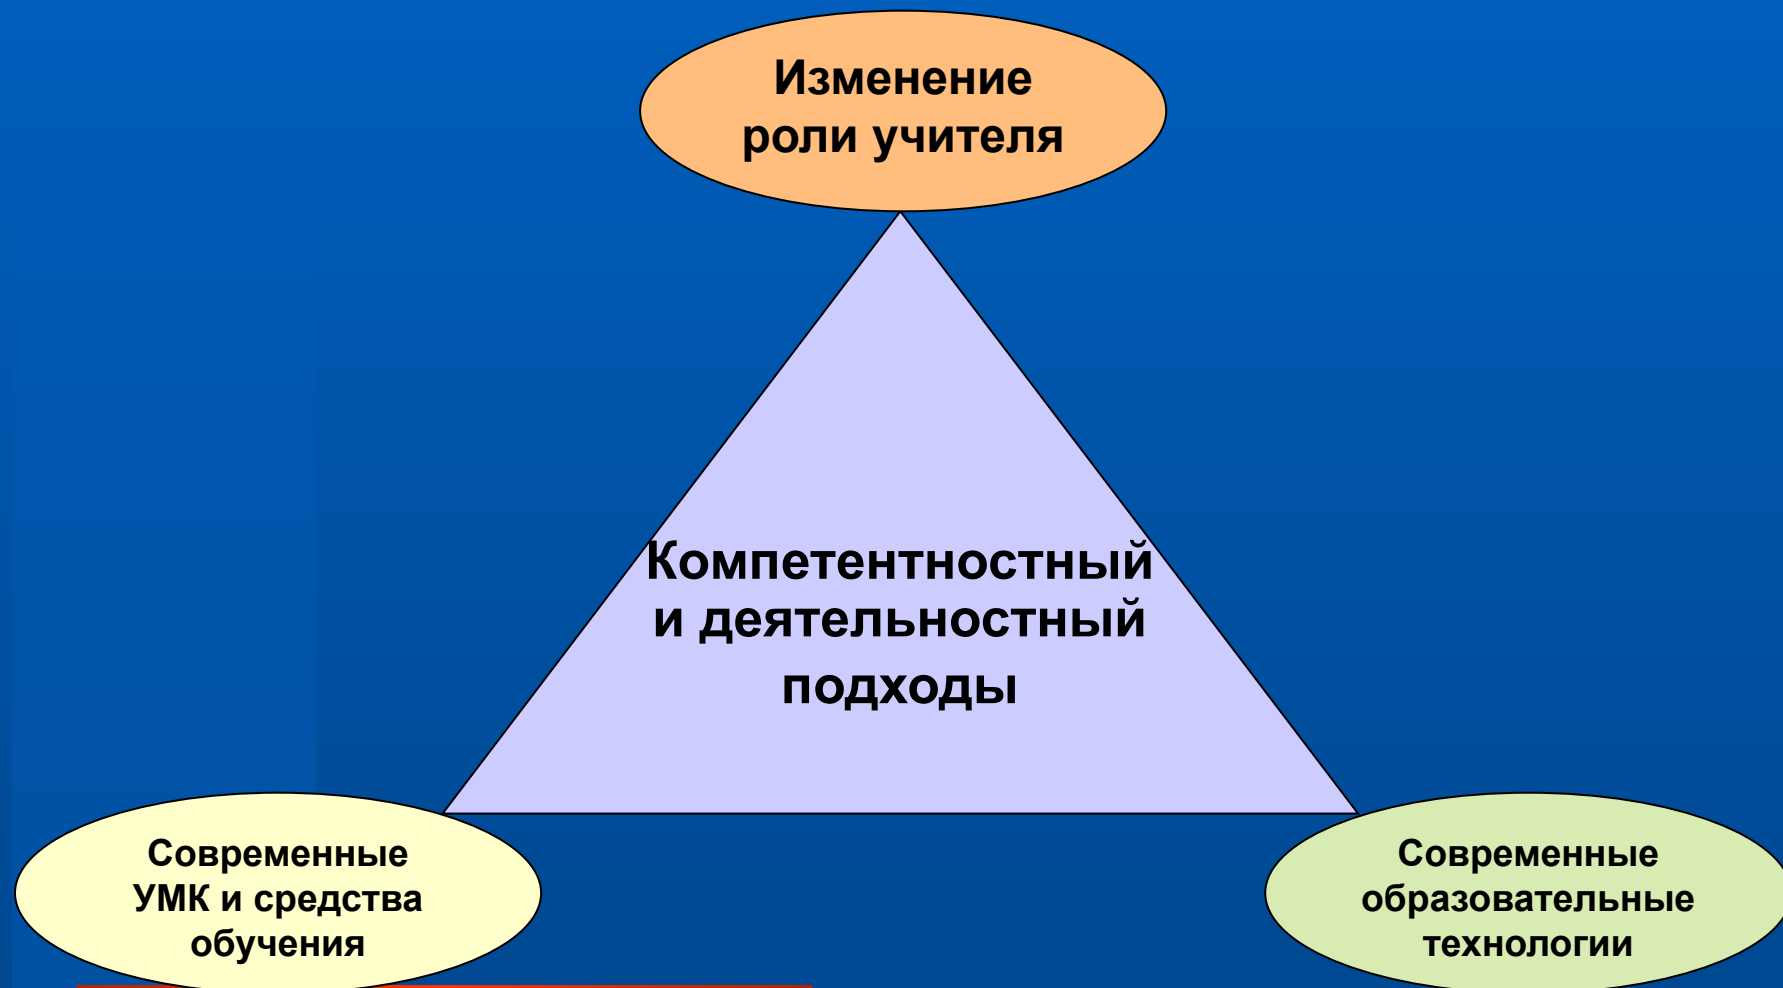 Изменение
роли учителя
Компетентностный
и деятельностный
подходы
Современные
УМК и средства
обучения
Современные
образовательные
технологии